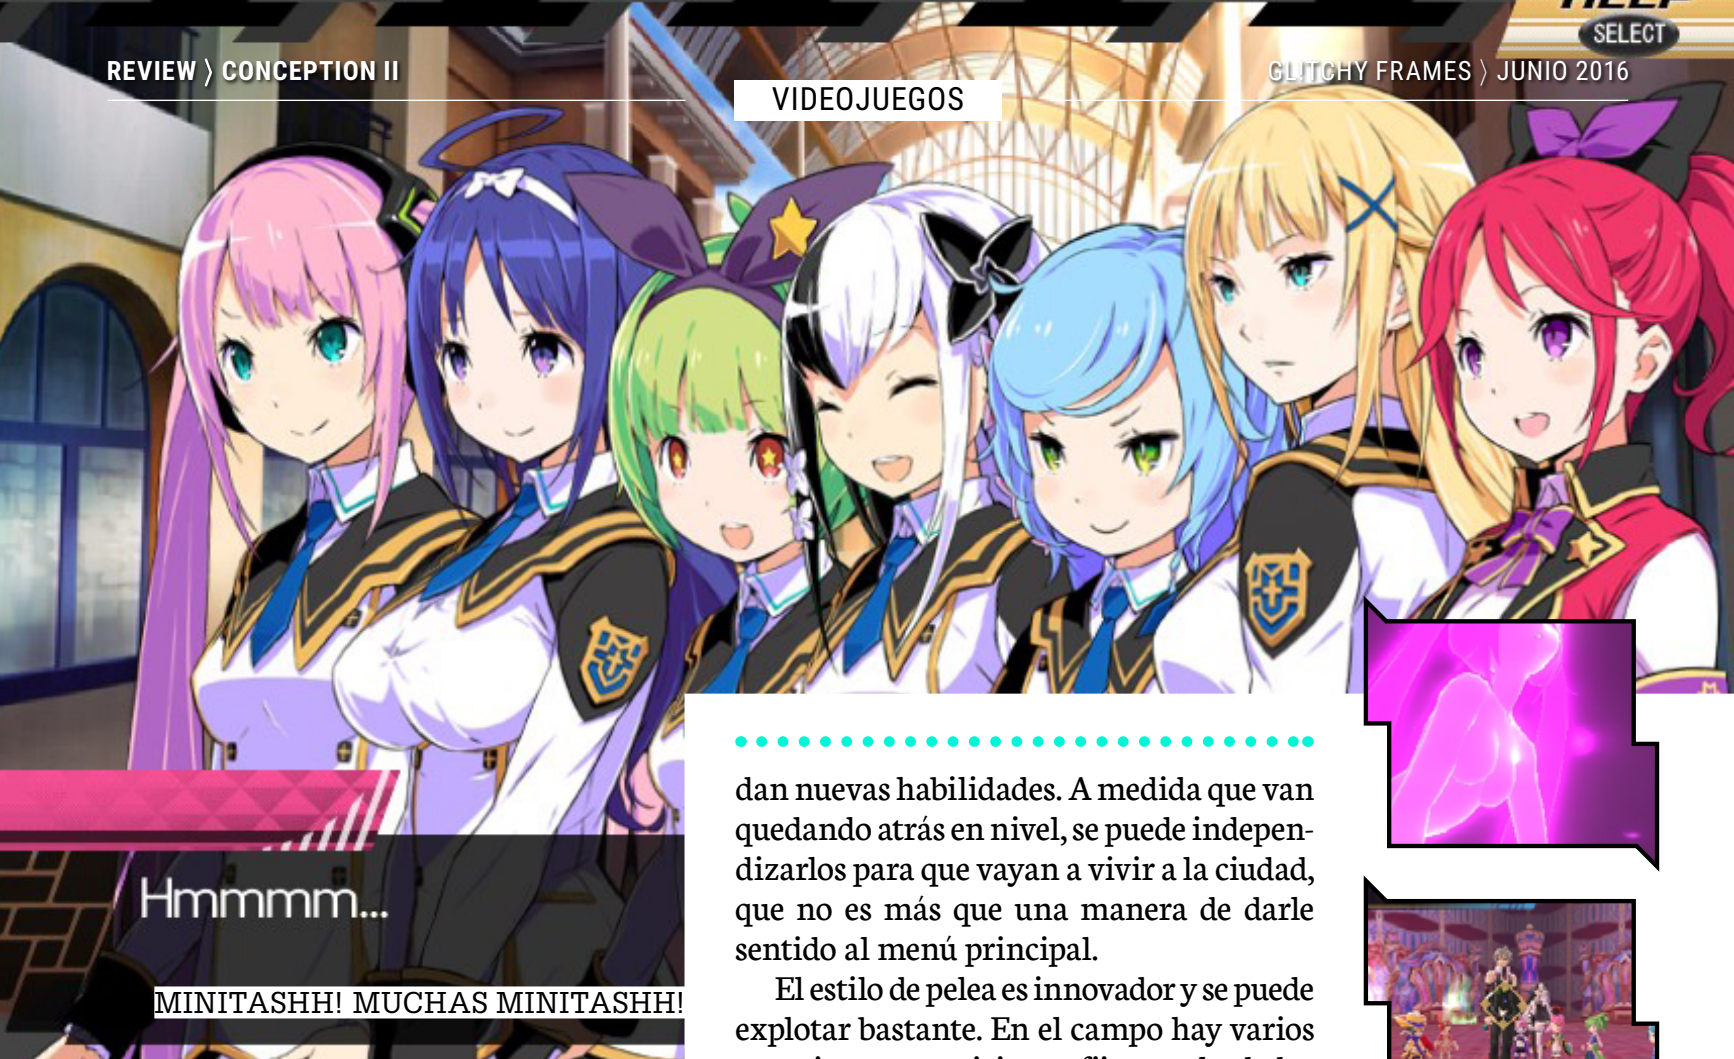 HELP
SELECT
REVIEW ⟩ CONCEPTION II
GL!TCHY FRAMES ⟩ JUNIO 2016
VIDEOJUEGOS
Hmmmm...
MINITASHH! MUCHAS MINITASHH!
dan nuevas habilidades. A medida que van
quedando atrás en nivel, se puede indepen-
dizarlos para que vayan a vivir a la ciudad,
que no es más que una manera de darle
sentido al menú principal.
El estilo de pelea es innovador y se puede
explotar bastante. En el campo hay varios